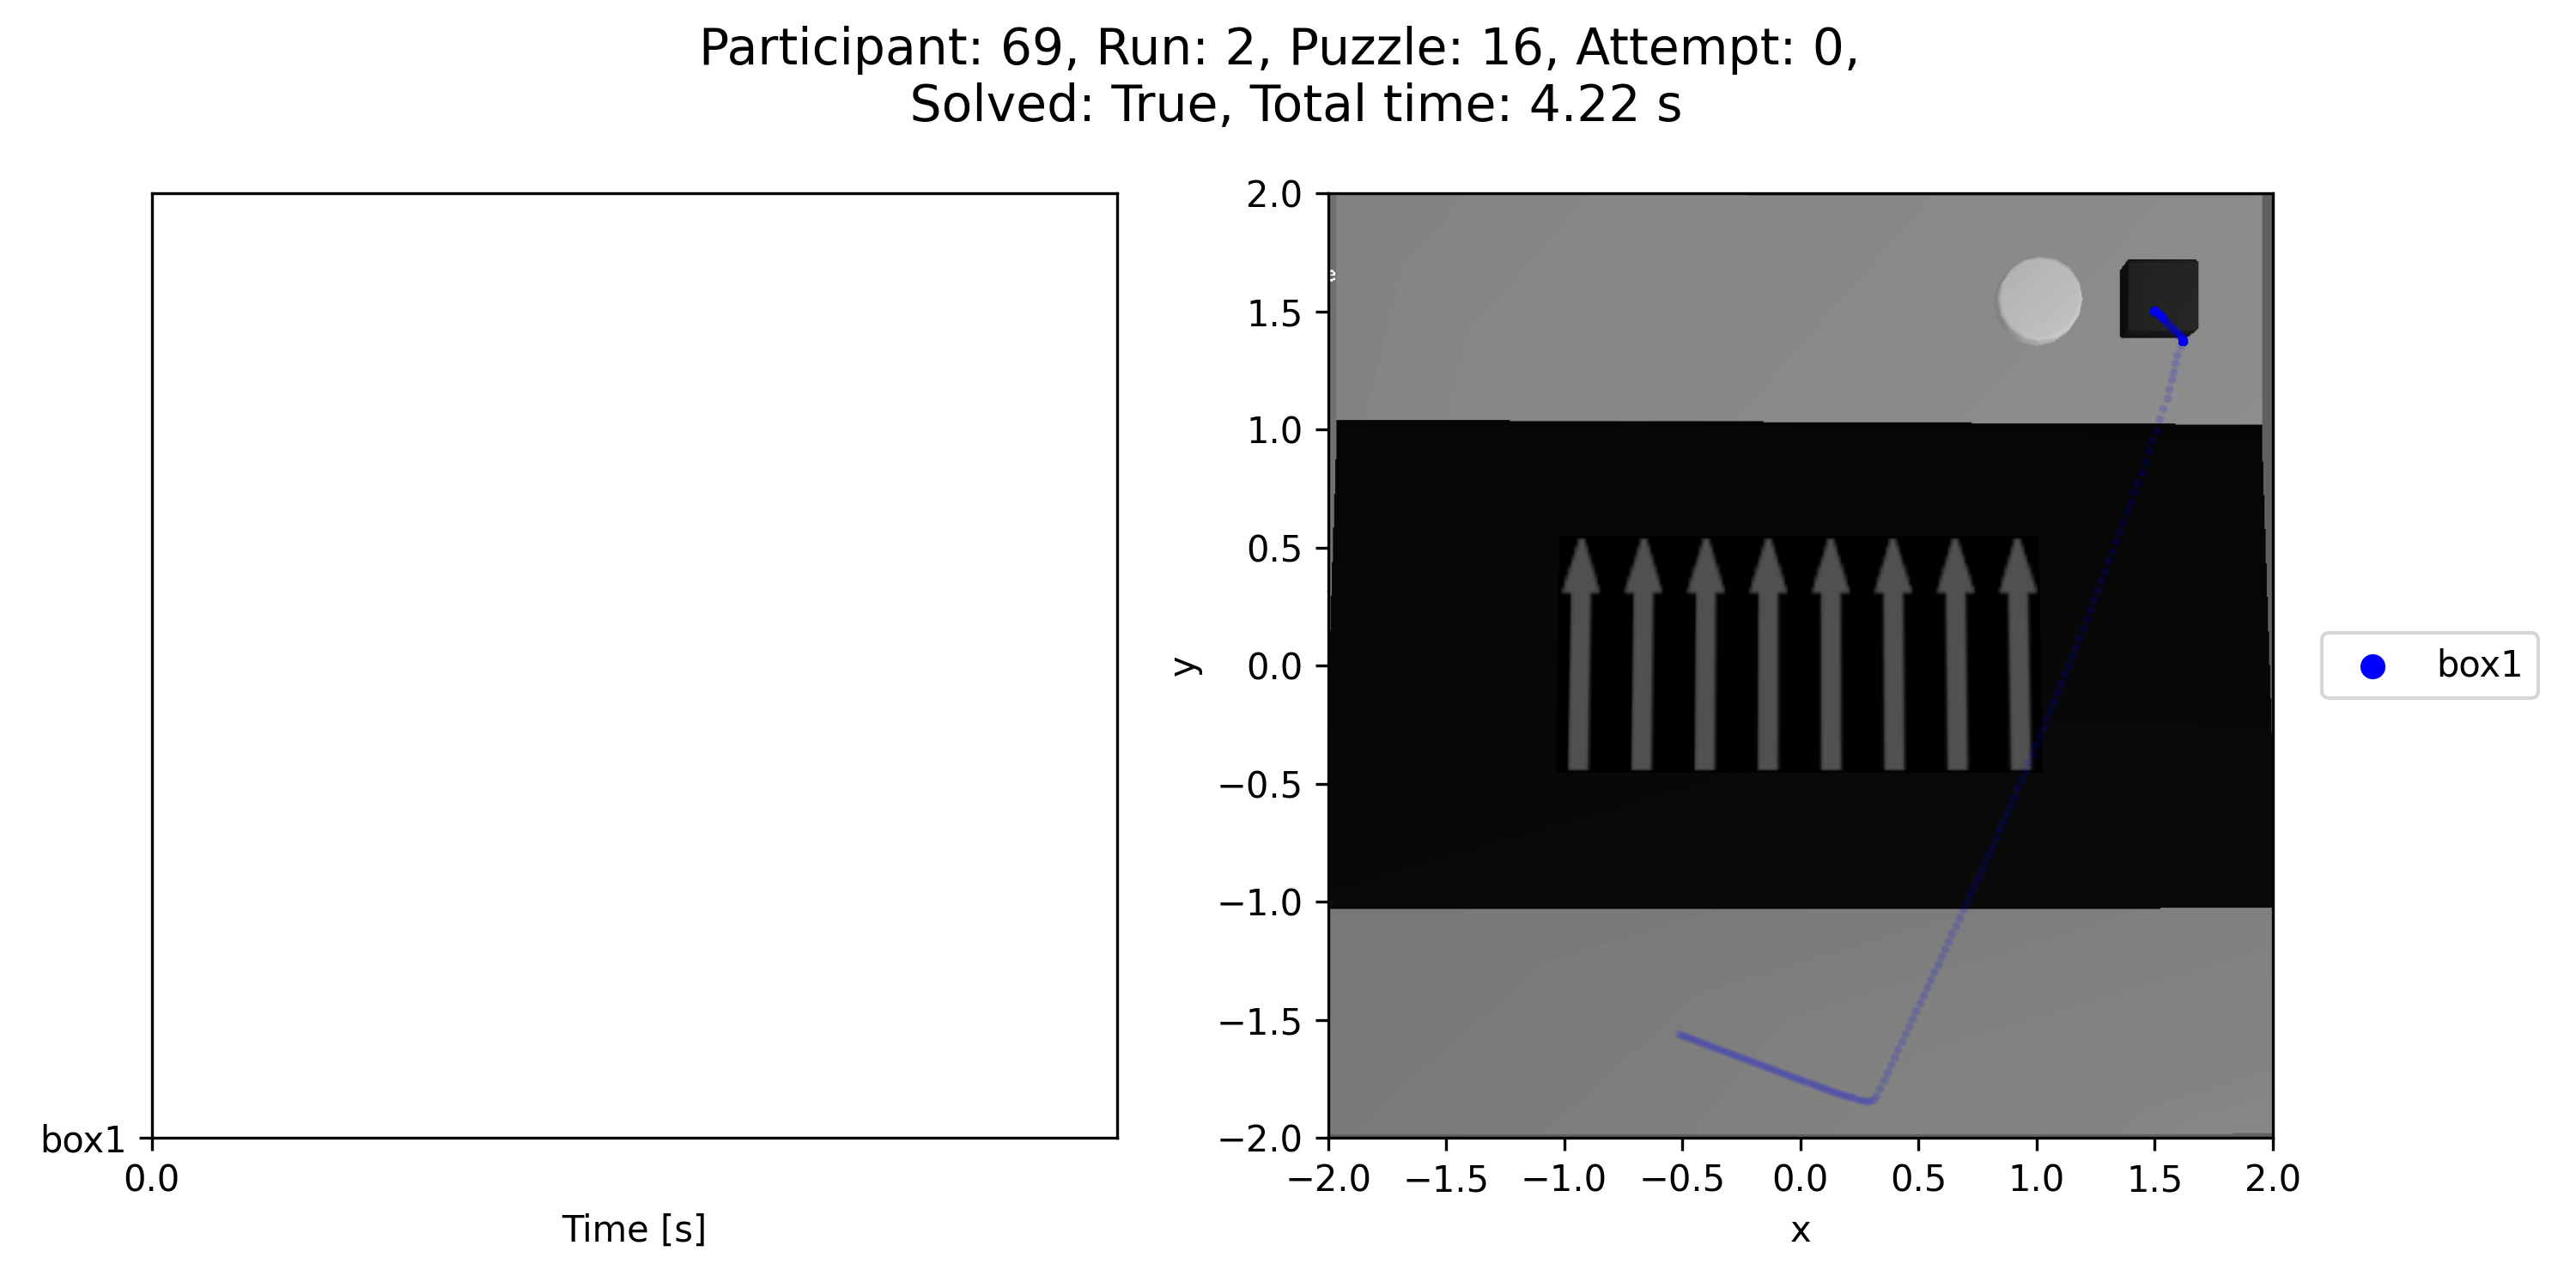 Participant: 69, Run: 2, Puzzle: 16, Attempt: 0,
Solved: True, Total time: 4.22 s
box1
0.0
Time [s]
2.0
1.5
1.0
0.5
0.0
−0.5
−1.0
−1.5
−2.0
y
e
−2.0 −1.5 −1.0 −0.5 0.0 0.5 1.0 1.5 2.0
x
box1